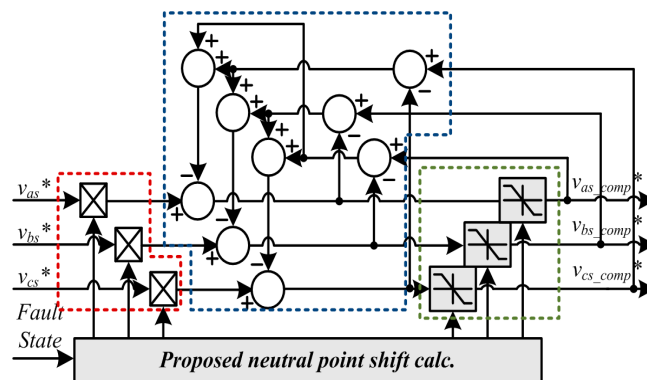 v_as*
v_bs*
v_cs*
Fault
State
v_as_comp*
v_bs_comp*
v_cs_comp*
Proposed neutral point shift calc.
+ + + + + + + + + + + +
− − − − − −